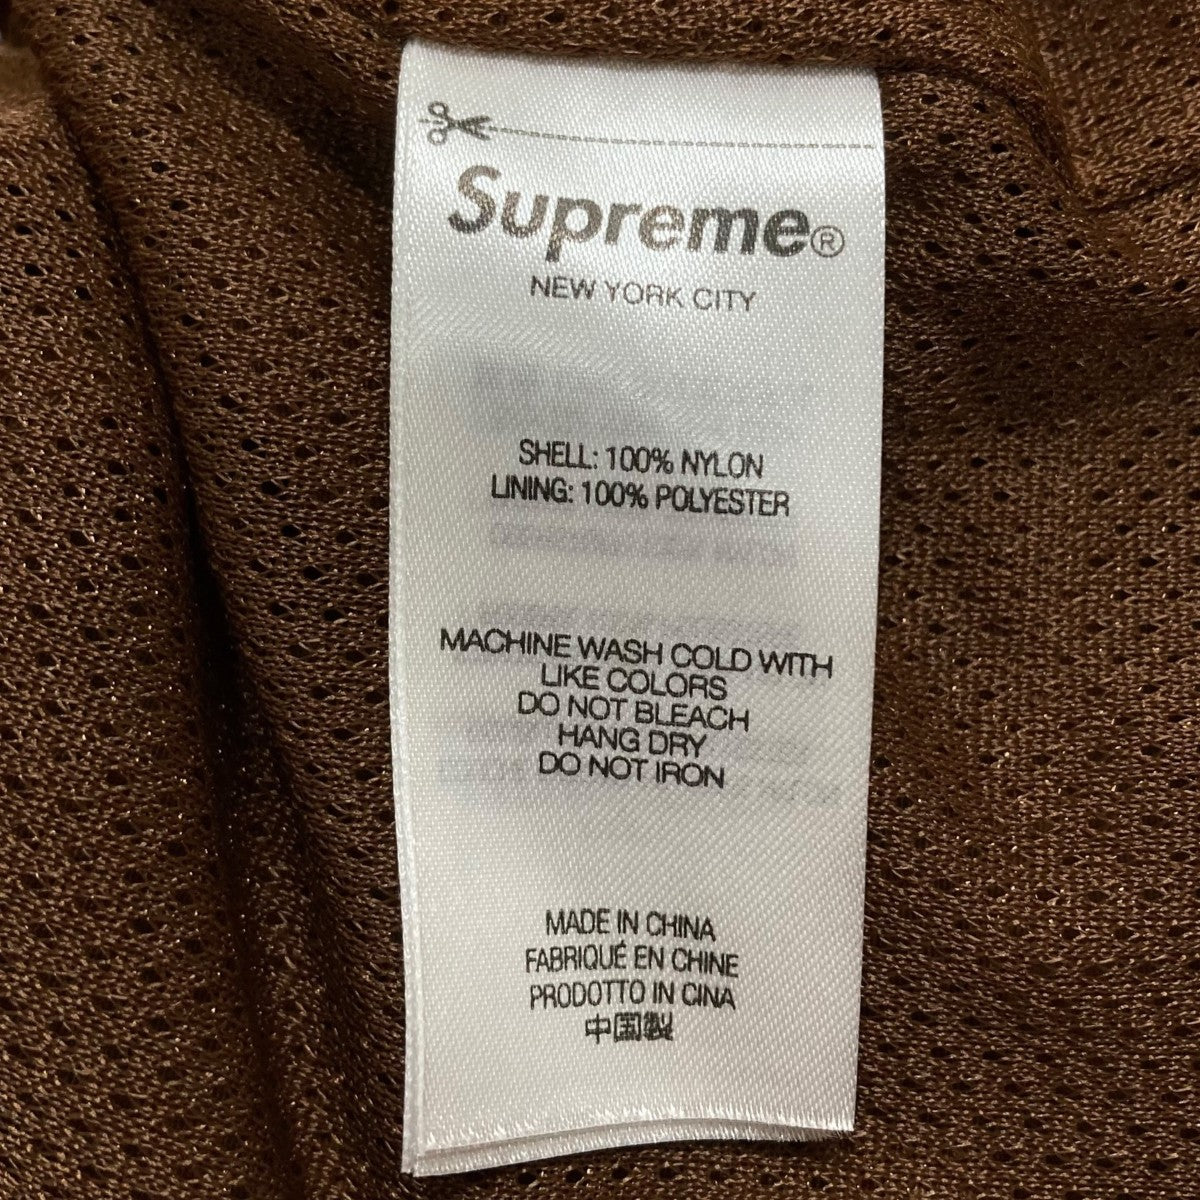 Supreme®
NEW YORK CITY
SHELL: 100% NYLON
LINING: 100% POLYESTER
MACHINE WASH COLD WITH
LIKE COLORS
DO NOT BLEACH
HANG DRY
DO NOT IRON
MADE IN CHINA
FABRIQUÉ EN CHINE
PRODOTTO IN CINA
中国製